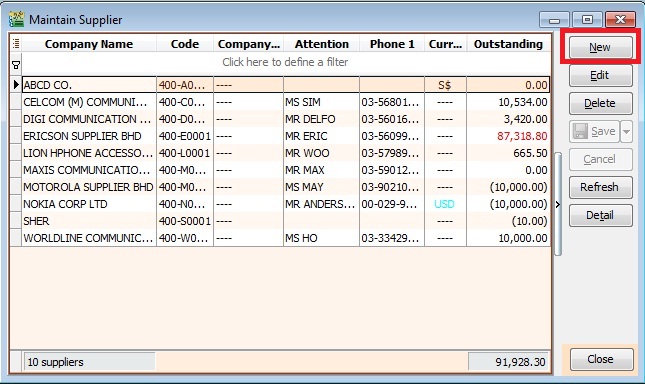 Maintain Supplier
Company Name Code Company... Attention Phone 1 Curr... Outstanding
Click here to define a filter
ABCD CO. 400-A0... ---- S$ 0.00
CELCOM (M) COMMUNI... 400-C0... ---- MS SIM 03-56801... ---- 10,534.00
DIGI COMMUNICATION ... 400-D0... ---- MR DELFO 03-56016... ---- 3,420.00
ERICSON SUPPLIER BHD 400-E0001 ---- MR ERIC 03-56099... ---- 87,318.80
LION HPHONE ACCESSO... 400-L0001 ---- MR WOO 03-57989... ---- 665.50
MAXIS COMMUNICATIO... 400-M0... ---- MR MAX 03-59012... ---- 0.00
MOTOROLA SUPPLIER BHD 400-M0... ---- MS MAY 03-90210... ---- (10,000.00)
NOKIA CORP LTD 400-N0... ---- MR ANDERS... 00-029-9... USD (10,000.00)
SHER 400-S0001 ---- ---- (10.00)
WORLDLINE COMMUNIC... 400-W0... ---- MS HO 03-33429... ---- 10,000.00
10 suppliers 91,928.30
New
Edit
Delete
Save
Cancel
Refresh
Detail
Close